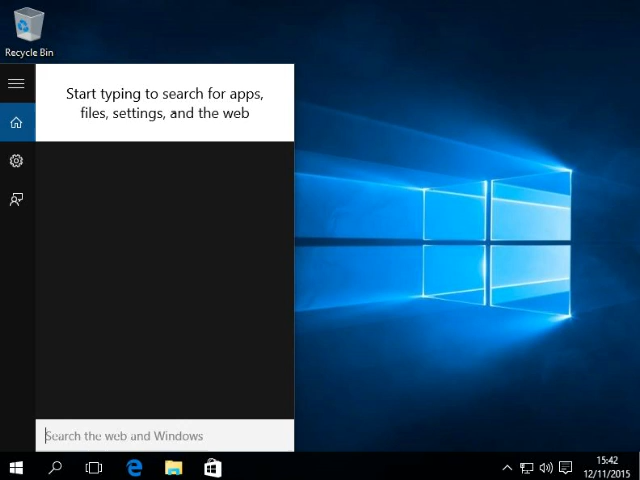 Recycle Bin
Start typing to search for apps,
files, settings, and the web
Search the web and Windows
15:42
12/11/2015